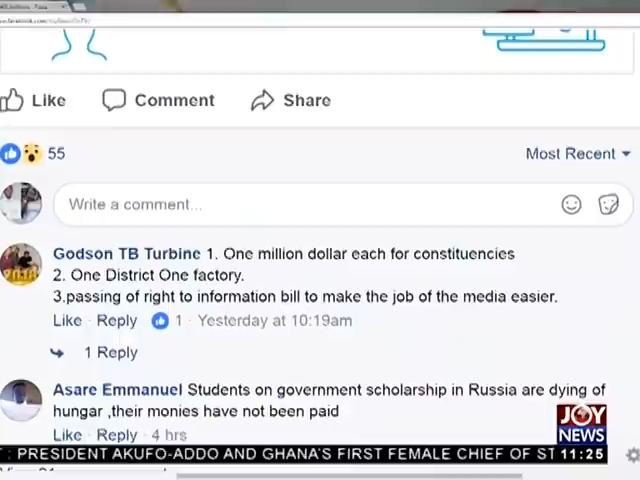 Like Comment Share
55
Most Recent
Write a comment...
Godson TB Turbine 1. One million dollar each for constituencies
2. One District One factory.
3.passing of right to information bill to make the job of the media easier.
Like · Reply 1 · Yesterday at 10:19am
1 Reply
Asare Emmanuel Students on government scholarship in Russia are dying of
hungar ,their monies have not been paid
Like · Reply · 4 hrs
JOY
NEWS
: PRESIDENT AKUFO-ADDO AND GHANA'S FIRST FEMALE CHIEF OF ST 11:25